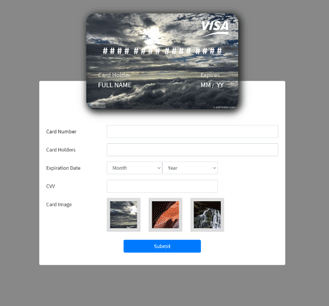 VISA
#### #### #### ####
Card Holder Expires
FULL NAME MM / YY
Card Number
Card Holders
Expiration Date Month Year
CVV
Card Image
Submit